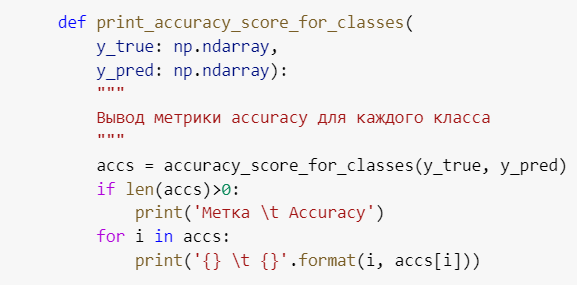 def print_accuracy_score_for_classes(
    y_true: np.ndarray,
    y_pred: np.ndarray):
    """
    Вывод метрики accuracy для каждого класса
    """
    accs = accuracy_score_for_classes(y_true, y_pred)
    if len(accs)>0:
        print('Метка \t Accuracy')
    for i in accs:
        print('{} \t {}'.format(i, accs[i]))